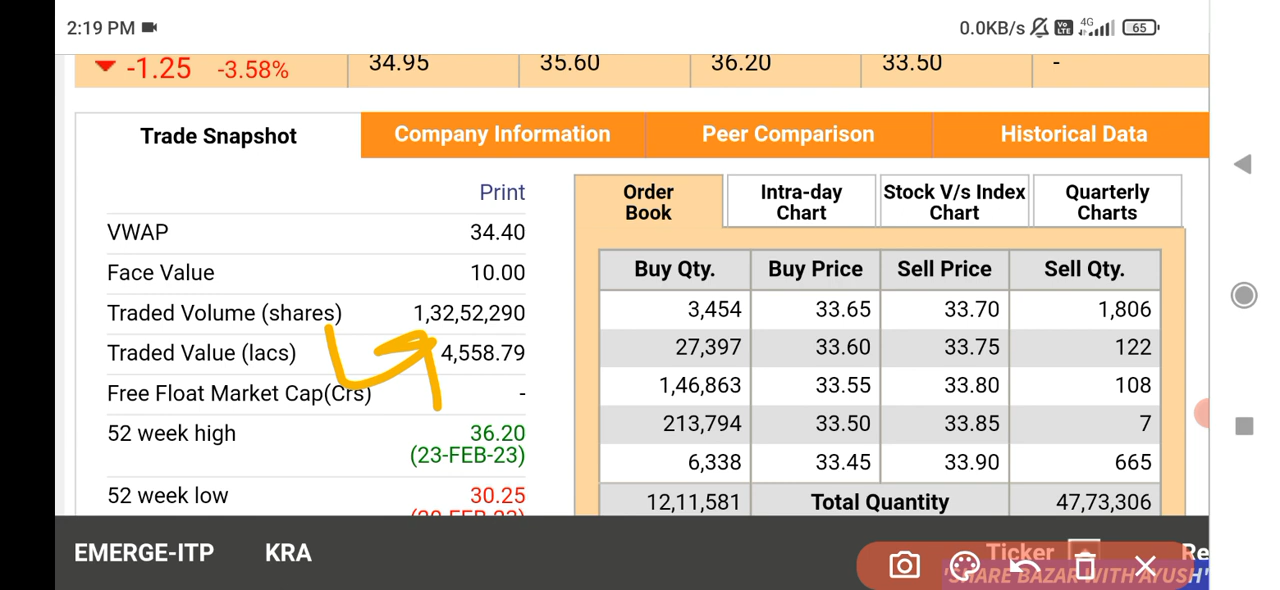 2:19 PM
0.0KB/s Vo LTE 4G 65
-1.25 -3.58% 34.95 35.60 36.20 33.50 -
Trade Snapshot Company Information Peer Comparison Historical Data
Print
VWAP 34.40
Face Value 10.00
Traded Volume (shares) 1,32,52,290
Traded Value (lacs) 4,558.79
Free Float Market Cap(Crs) -
52 week high 36.20
(23-FEB-23)
52 week low 30.25
Order Book Intra-day Chart Stock V/s Index Chart Quarterly Charts
Buy Qty. Buy Price Sell Price Sell Qty.
3,454 33.65 33.70 1,806
27,397 33.60 33.75 122
1,46,863 33.55 33.80 108
213,794 33.50 33.85 7
6,338 33.45 33.90 665
12,11,581 Total Quantity 47,73,306
EMERGE-ITP KRA Ticker Re
'SHARE BAZAR WITH AYUSH'